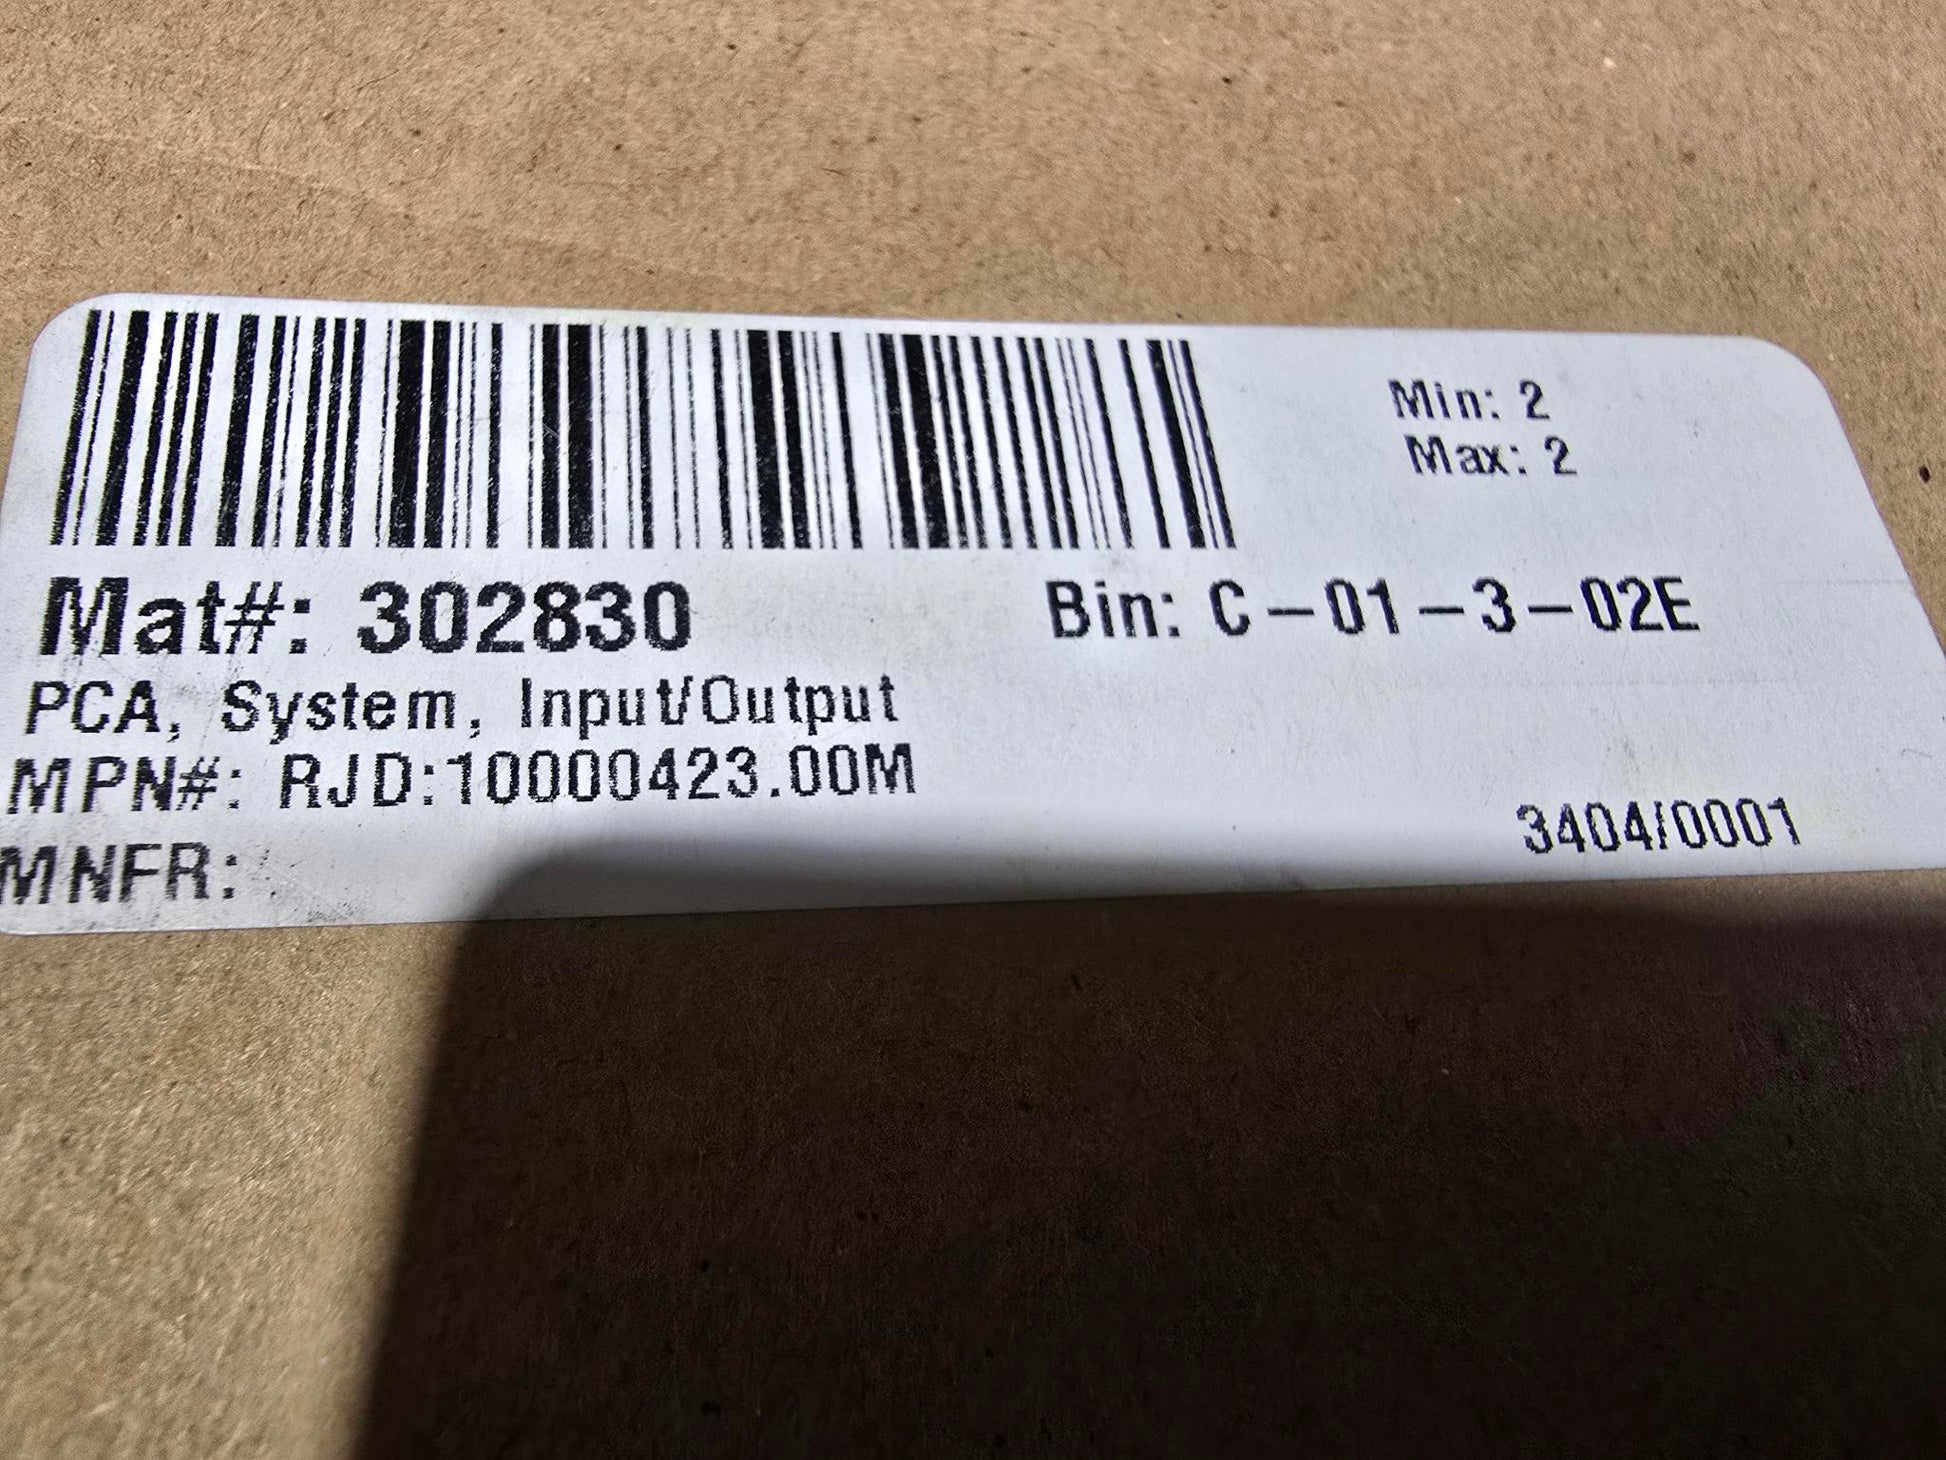 Min: 2
Max: 2
Mat#: 302830
Bin: C-01-3-02E
PCA, System, Input/Output
MPN#: RJD:10000423.00M
3404/0001
MNFR: